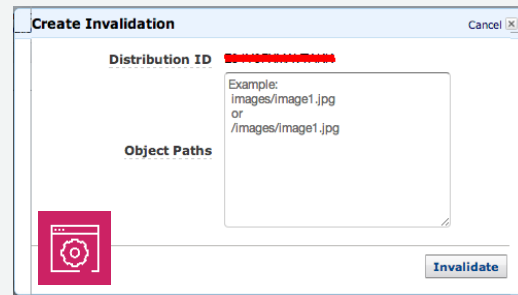 Create Invalidation
Cancel
Distribution ID
Example:
images/image1.jpg
or
/images/image1.jpg
Object Paths
Invalidate